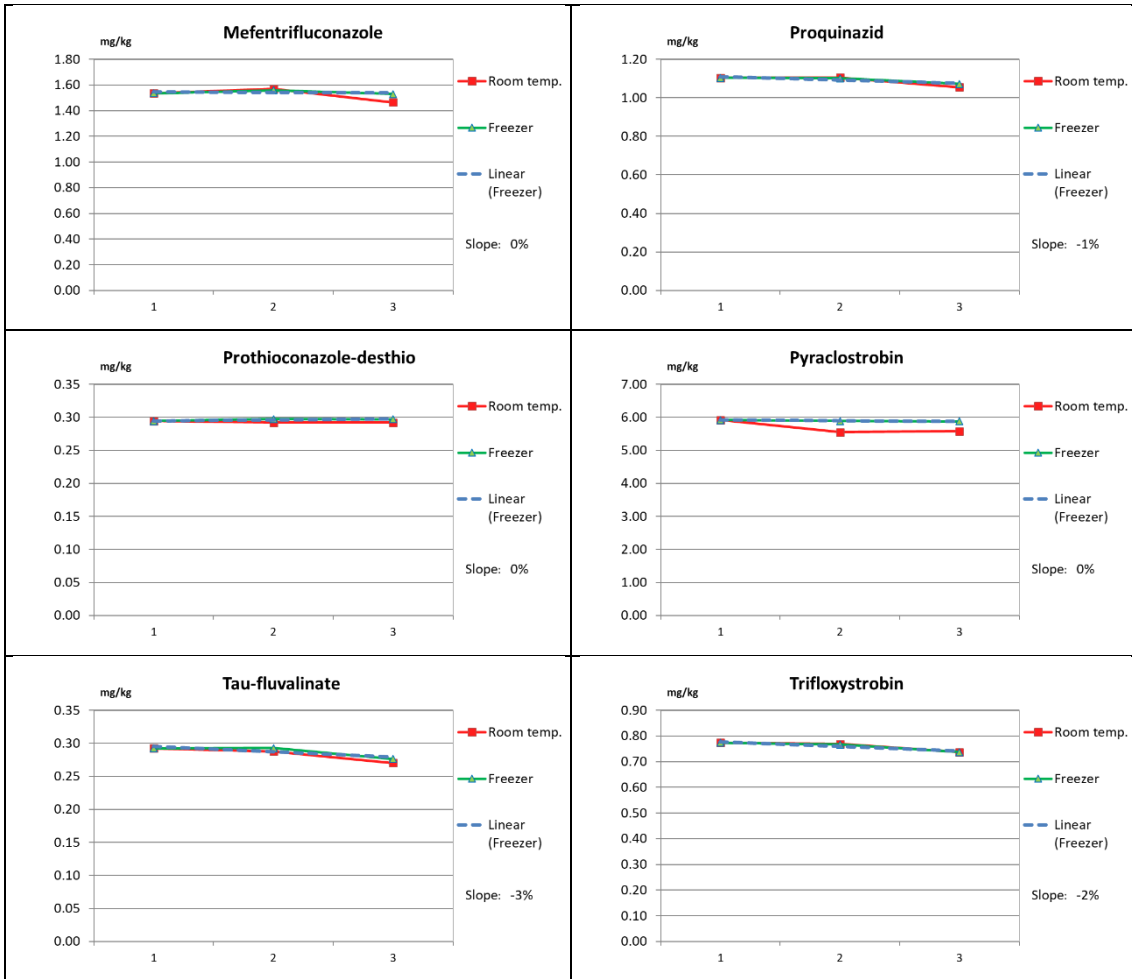 Mefentrifluconazole
mg/kg
1.80
1.60
1.40
1.20
1.00
0.80
0.60
0.40
0.20
0.00
1 2 3
Room temp.
Freezer
Linear
(Freezer)
Slope: 0%
Proquinazid
mg/kg
1.20
1.00
0.80
0.60
0.40
0.20
0.00
1 2 3
Room temp.
Freezer
Linear
(Freezer)
Slope: -1%
Prothioconazole-desthio
mg/kg
0.35
0.30
0.25
0.20
0.15
0.10
0.05
0.00
1 2 3
Room temp.
Freezer
Linear
(Freezer)
Slope: 0%
Pyraclostrobin
mg/kg
7.00
6.00
5.00
4.00
3.00
2.00
1.00
0.00
1 2 3
Room temp.
Freezer
Linear
(Freezer)
Slope: 0%
Tau-fluvalinate
mg/kg
0.35
0.30
0.25
0.20
0.15
0.10
0.05
0.00
1 2 3
Room temp.
Freezer
Linear
(Freezer)
Slope: -3%
Trifloxystrobin
mg/kg
0.90
0.80
0.70
0.60
0.50
0.40
0.30
0.20
0.10
0.00
1 2 3
Room temp.
Freezer
Linear
(Freezer)
Slope: -2%